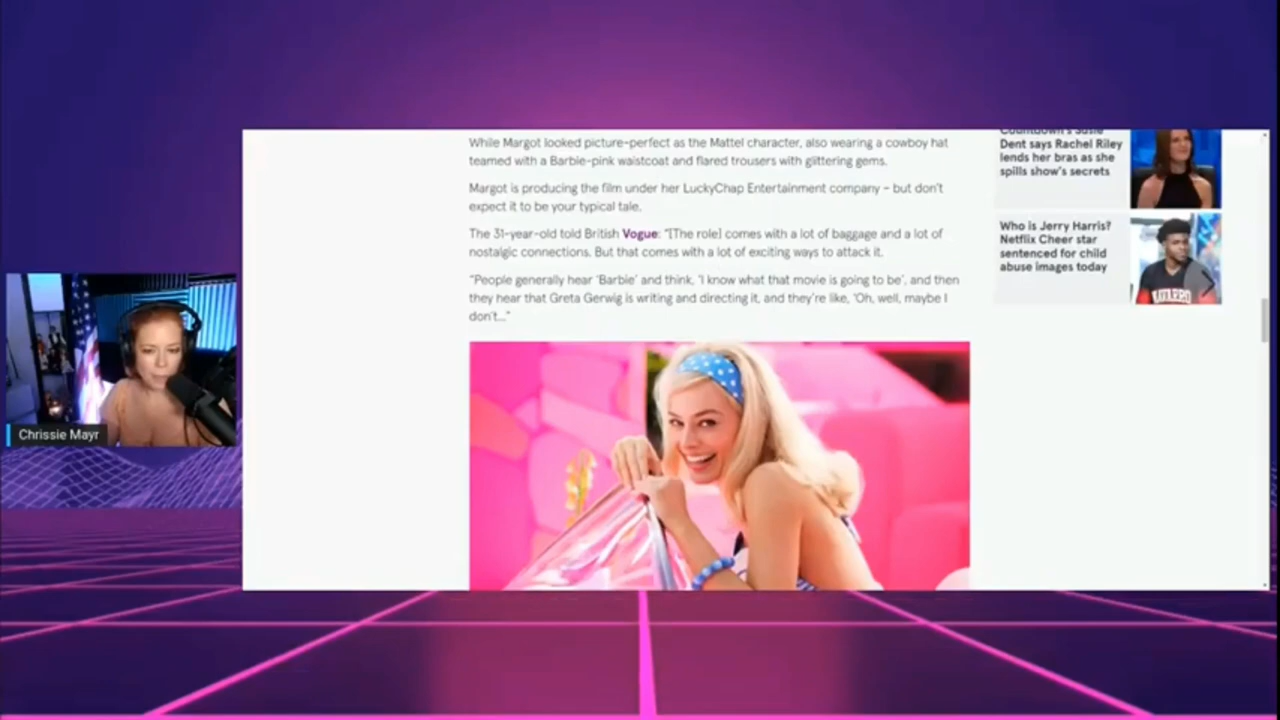 While Margot looked picture-perfect as the Mattel character, also wearing a cowboy hat
teamed with a Barbie-pink waistcoat and flared trousers with glittering gems.
Margot is producing the film under her LuckyChap Entertainment company – but don't
expect it to be your typical tale.
The 31-year-old told British Vogue: “[The role] comes with a lot of baggage and a lot of
nostalgic connections. But that comes with a lot of exciting ways to attack it.
“People generally hear ‘Barbie’ and think, ‘I know what that movie is going to be’, and then
they hear that Greta Gerwig is writing and directing it, and they’re like, ‘Oh, well, maybe I
don’t...”
Countdown's Susie
Dent says Rachel Riley
lends her bras as she
spills show's secrets
Who is Jerry Harris?
Netflix Cheer star
sentenced for child
abuse images today
NAVARRO
Chrissie Mayr